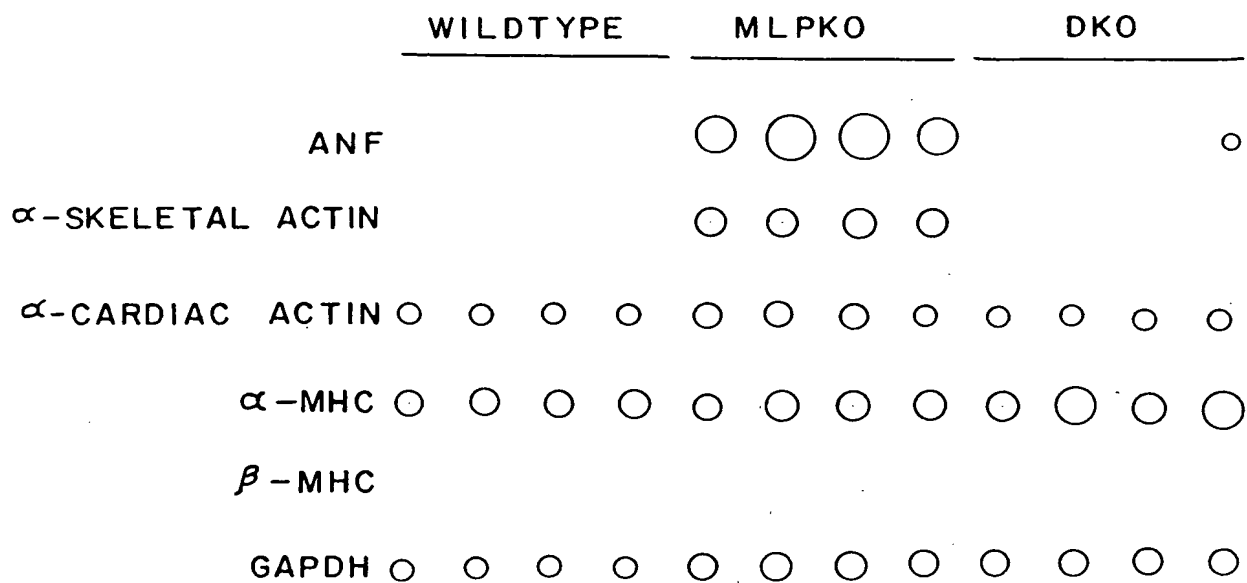 WILDTYPE MLPKO DKO
ANF
α-SKELETAL ACTIN
α-CARDIAC ACTIN
α-MHC
β-MHC
GAPDH